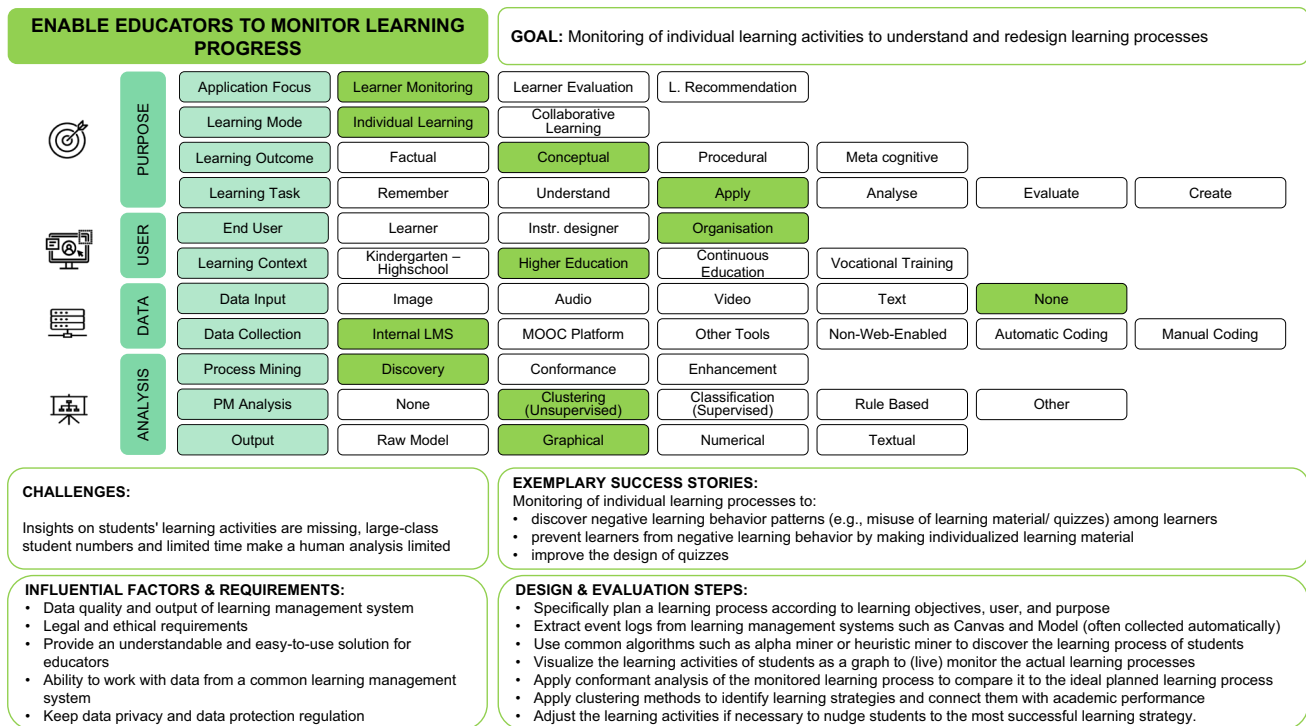 ENABLE EDUCATORS TO MONITOR LEARNING
PROGRESS
GOAL: Monitoring of individual learning activities to understand and redesign learning processes
PURPOSE
Application Focus
Learner Monitoring
Learner Evaluation
L. Recommendation
Learning Mode
Individual Learning
Collaborative
Learning
Learning Outcome
Factual
Conceptual
Procedural
Meta cognitive
Learning Task
Remember
Understand
Apply
Analyse
Evaluate
Create
USER
End User
Learner
Instr. designer
Organisation
Learning Context
Kindergarten –
Highschool
Higher Education
Continuous
Education
Vocational Training
DATA
Data Input
Image
Audio
Video
Text
None
Data Collection
Internal LMS
MOOC Platform
Other Tools
Non-Web-Enabled
Automatic Coding
Manual Coding
ANALYSIS
Process Mining
Discovery
Conformance
Enhancement
PM Analysis
None
Clustering
(Unsupervised)
Classification
(Supervised)
Rule Based
Other
Output
Raw Model
Graphical
Numerical
Textual
CHALLENGES:
Insights on students' learning activities are missing, large-class
student numbers and limited time make a human analysis limited
EXEMPLARY SUCCESS STORIES:
Monitoring of individual learning processes to:
• discover negative learning behavior patterns (e.g., misuse of learning material/ quizzes) among learners
• prevent learners from negative learning behavior by making individualized learning material
• improve the design of quizzes
INFLUENTIAL FACTORS & REQUIREMENTS:
• Data quality and output of learning management system
• Legal and ethical requirements
• Provide an understandable and easy-to-use solution for
educators
• Ability to work with data from a common learning management
system
• Keep data privacy and data protection regulation
DESIGN & EVALUATION STEPS:
• Specifically plan a learning process according to learning objectives, user, and purpose
• Extract event logs from learning management systems such as Canvas and Model (often collected automatically)
• Use common algorithms such as alpha miner or heuristic miner to discover the learning process of students
• Visualize the learning activities of students as a graph to (live) monitor the actual learning processes
• Apply conformant analysis of the monitored learning process to compare it to the ideal planned learning process
• Apply clustering methods to identify learning strategies and connect them with academic performance
• Adjust the learning activities if necessary to nudge students to the most successful learning strategy.